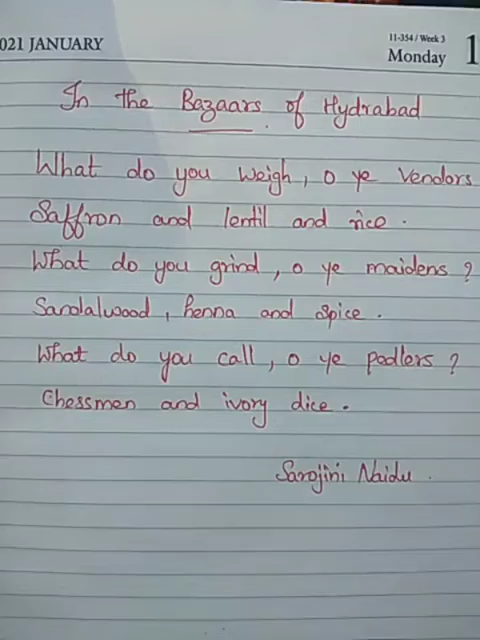 021 JANUARY
11-354 / Week 3
Monday 1
In the Bazaars of Hydrabad
What do you weigh, o ye vendors
Saffron and lentil and rice.
What do you grind, o ye maidens?
Sandalwood, henna and spice.
What do you call, o ye pedlers?
Chessmen and ivory dice.
Sarojini Naidu.